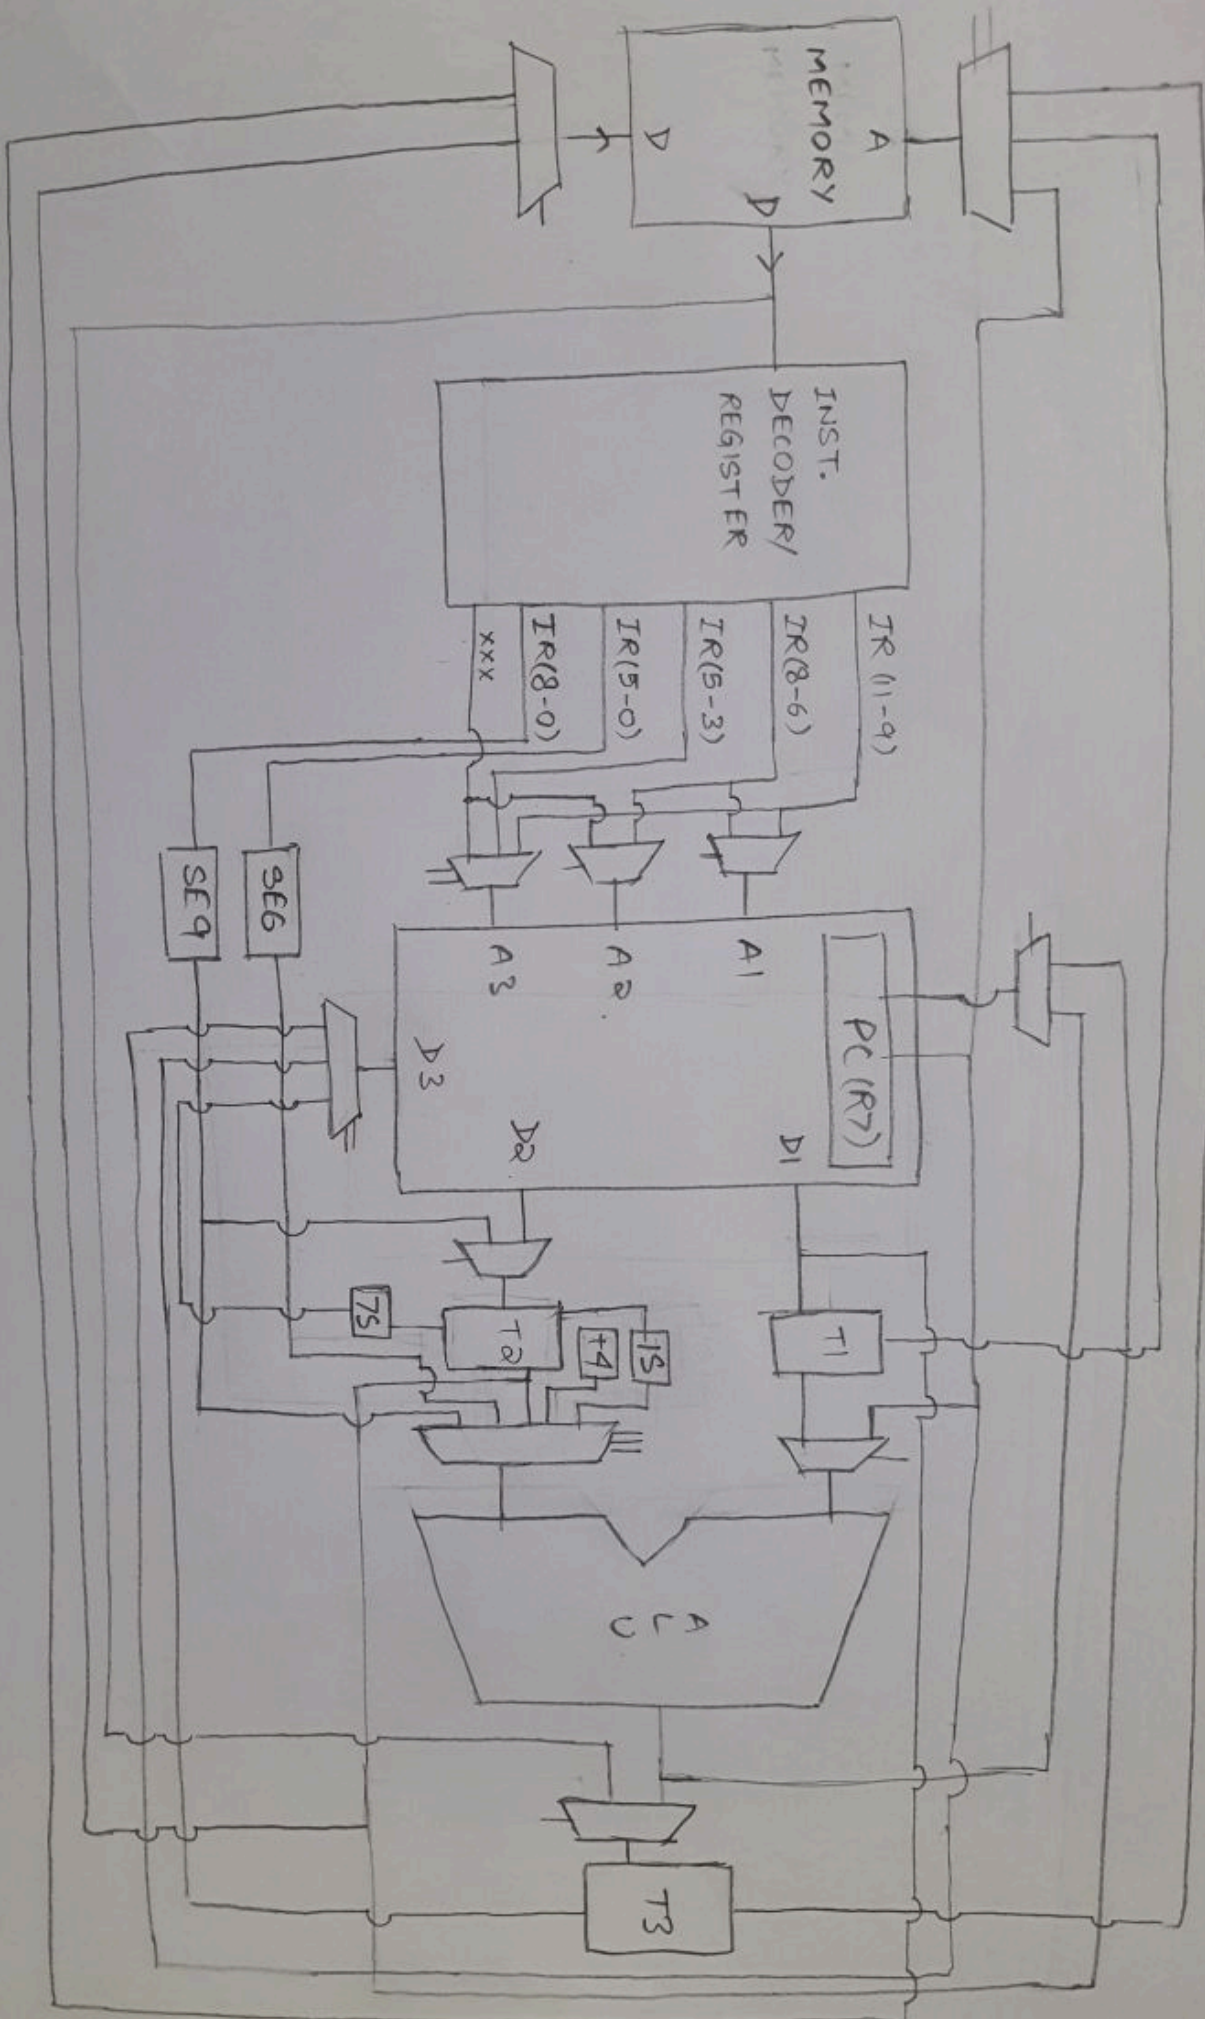 MEMORY
A
D
D
INST.
DECODER/
REGISTER
IR (11-9)
IR(8-6)
IR(5-3)
IR(5-0)
IR(8-0)
xxx
SE6
SE9
A1
A2
A3
PC (R7)
D1
D2
D3
T1
1S
+4
T2
7S
ALU
T3